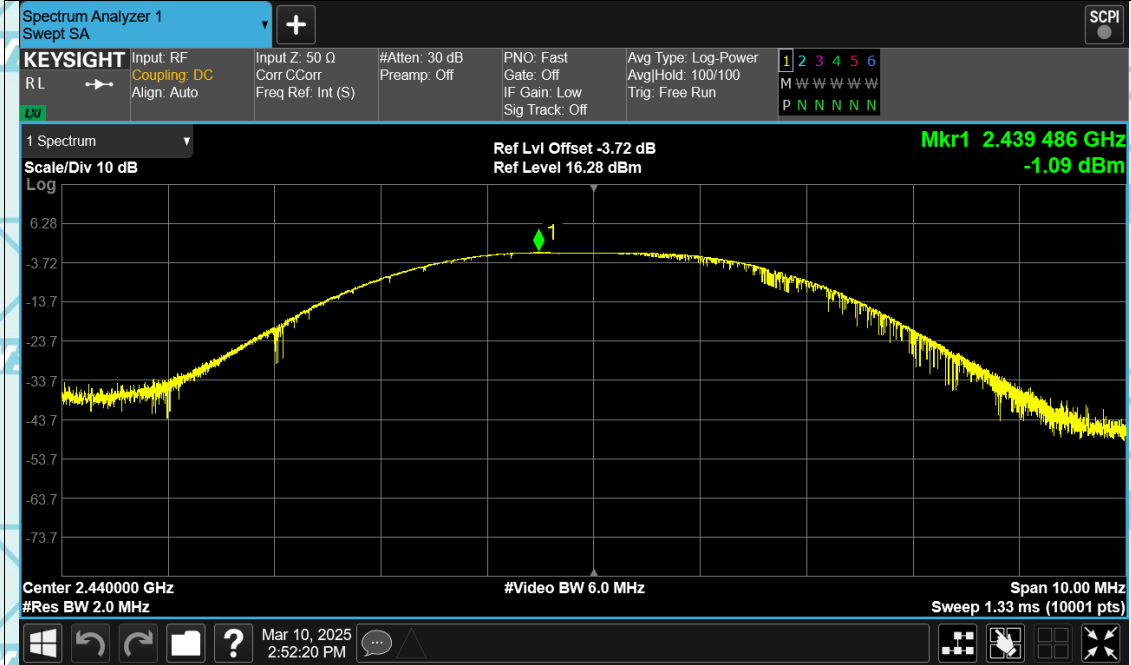 Spectrum Analyzer 1
Swept SA
+
SCPI
KEYSIGHT
RL
LXI
Input: RF
Coupling: DC
Align: Auto
Input Z: 50 Ω
Corr CCorr
Freq Ref: Int (S)
#Atten: 30 dB
Preamp: Off
PNO: Fast
Gate: Off
IF Gain: Low
Sig Track: Off
Avg Type: Log-Power
Avg|Hold: 100/100
Trig: Free Run
1 2 3 4 5 6
M W W W W W
P N N N N N
1 Spectrum
Scale/Div 10 dB
Log
Ref Lvl Offset -3.72 dB
Ref Level 16.28 dBm
Mkr1 2.439 486 GHz
-1.09 dBm
1
6.28
-3.72
-13.7
-23.7
-33.7
-43.7
-53.7
-63.7
-73.7
Center 2.440000 GHz
#Res BW 2.0 MHz
#Video BW 6.0 MHz
Span 10.00 MHz
Sweep 1.33 ms (10001 pts)
?
Mar 10, 2025
2:52:20 PM